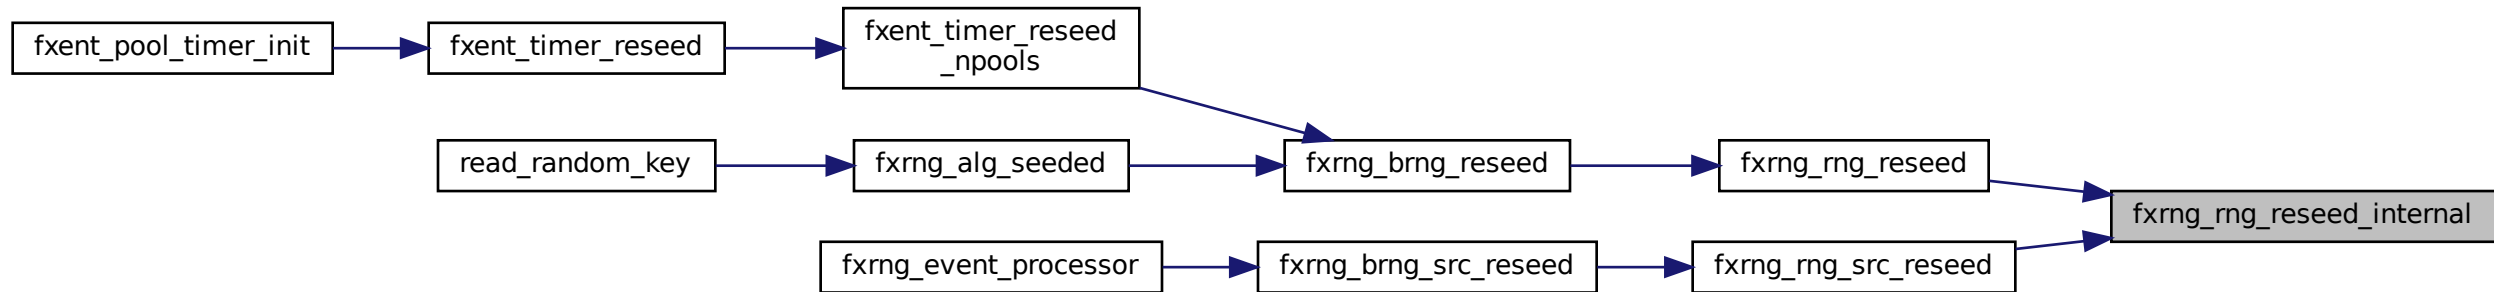 fxent_pool_timer_init
fxent_timer_reseed
fxent_timer_reseed
_npools
read_random_key
fxrng_alg_seeded
fxrng_brng_reseed
fxrng_rng_reseed
fxrng_rng_reseed_internal
fxrng_event_processor
fxrng_brng_src_reseed
fxrng_rng_src_reseed